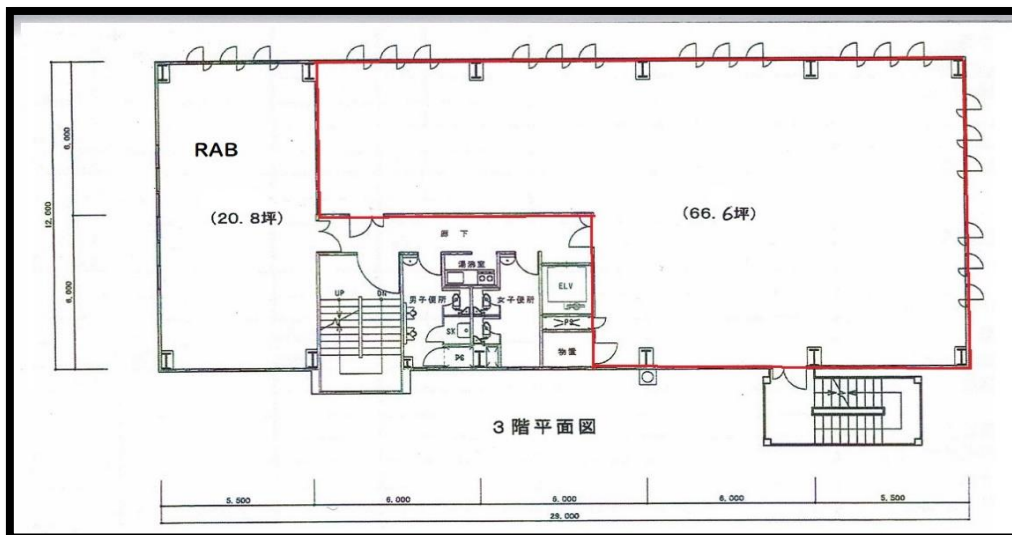 RAB
(20.8坪)
(66.6坪)
廊下
湯沸室
UP
DN
男子便所
女子便所
ELV
SK
PS
PS
物置
3階平面図
12,000
6,000
6,000
5,500
6,000
6,000
6,000
5,500
29,000